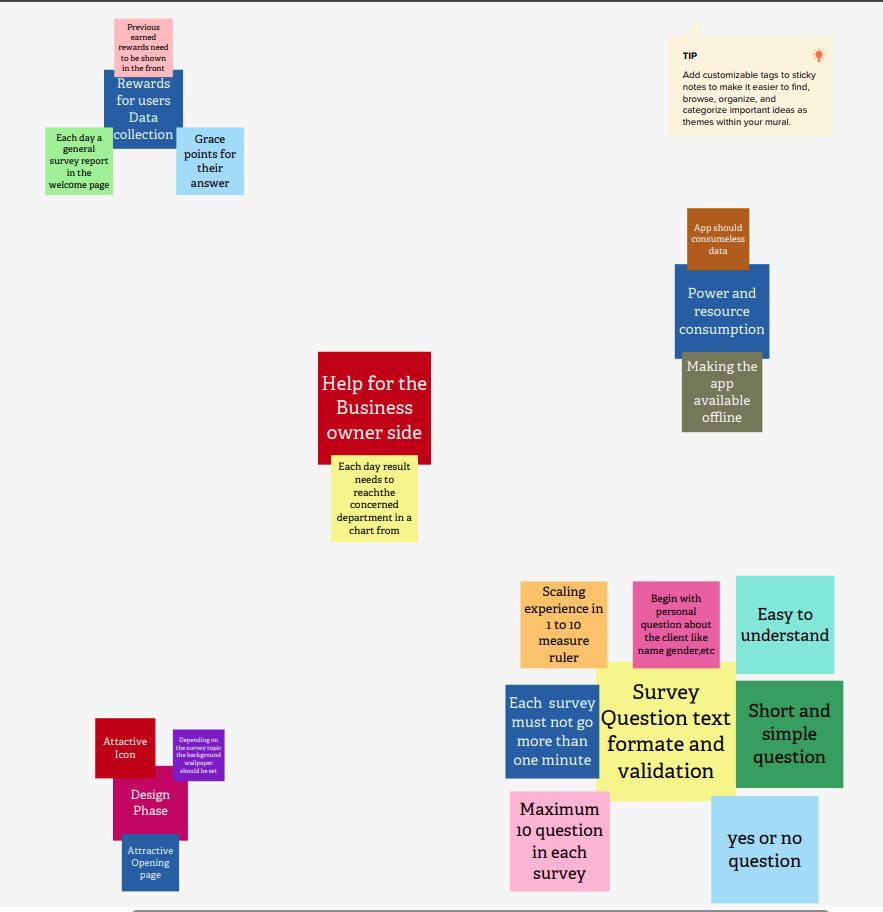 Previous
earned
rewards need
to be shown
in the front
Rewards
for users
Data
collection
Each day a
general
survey report
in the
welcome page
Grace
points for
their
answer
TIP
Add customizable tags to sticky
notes to make it easier to find,
browse, organize, and
categorize important ideas as
themes within your mural.
App should
consumeless
data
Power and
resource
consumption
Making the
app
available
offline
Help for the
Business
owner side
Each day result
needs to
reachthe
concerned
department in a
chart from
Scaling
experience in
1 to 10
measure
ruler
Begin with
personal
question about
the client like
name gender,etc
Easy to
understand
Each survey
must not go
more than
one minute
Survey
Question text
formate and
validation
Short and
simple
question
Maximum
10 question
in each
survey
yes or no
question
Attactive
Icon
Depending on
the survey topic
the background
wallpaper
should be set
Design
Phase
Attractive
Opening
page